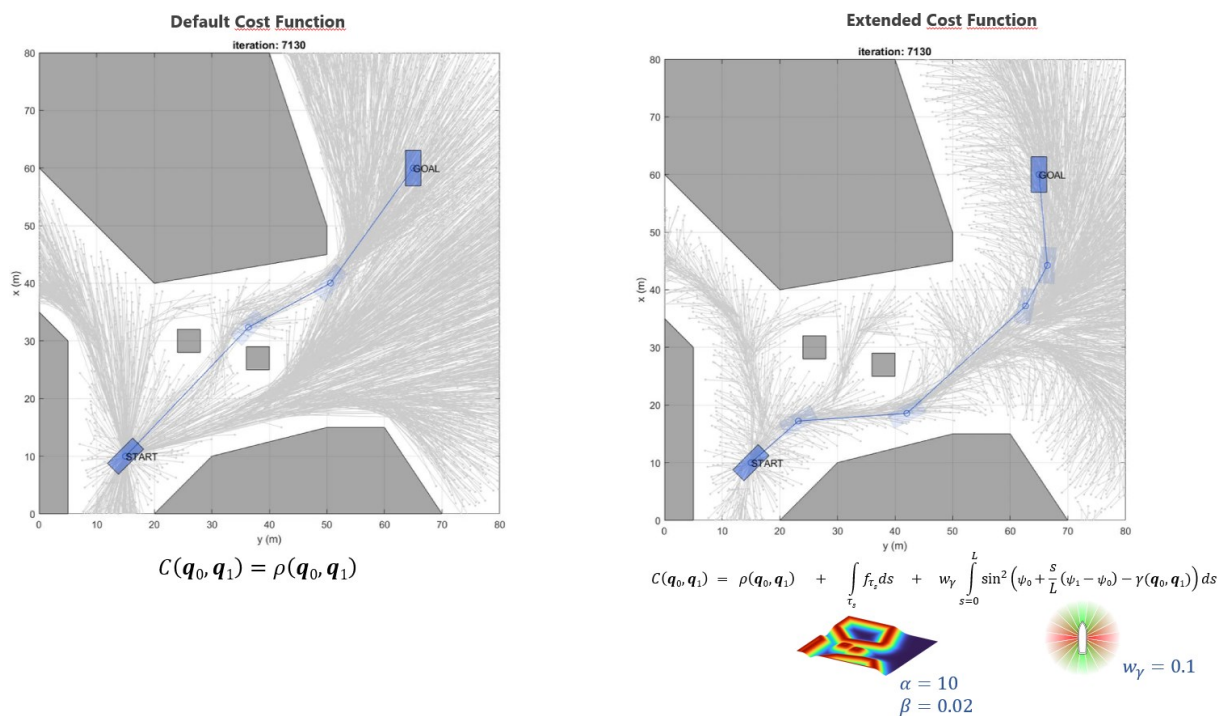 Default Cost Function
iteration: 7130
80
70
60
50
40
30
20
10
0
x (m)
GOAL
START
0 10 20 30 40 50 60 70 80
y (m)
C(𝒒₀, 𝒒₁) = ρ(𝒒₀, 𝒒₁)
Extended Cost Function
iteration: 7130
80
70
60
50
40
30
20
10
0
x (m)
GOAL
START
0 10 20 30 40 50 60 70 80
y (m)
C(𝒒₀, 𝒒₁) = ρ(𝒒₀, 𝒒₁) + ∫_{τₛ} f_{τₛ} ds + w_γ ∫_{s=0}^{L} sin²(ψ₀ + s/L (ψ₁ − ψ₀) − γ(𝒒₀, 𝒒₁)) ds
α = 10
β = 0.02
w_γ = 0.1